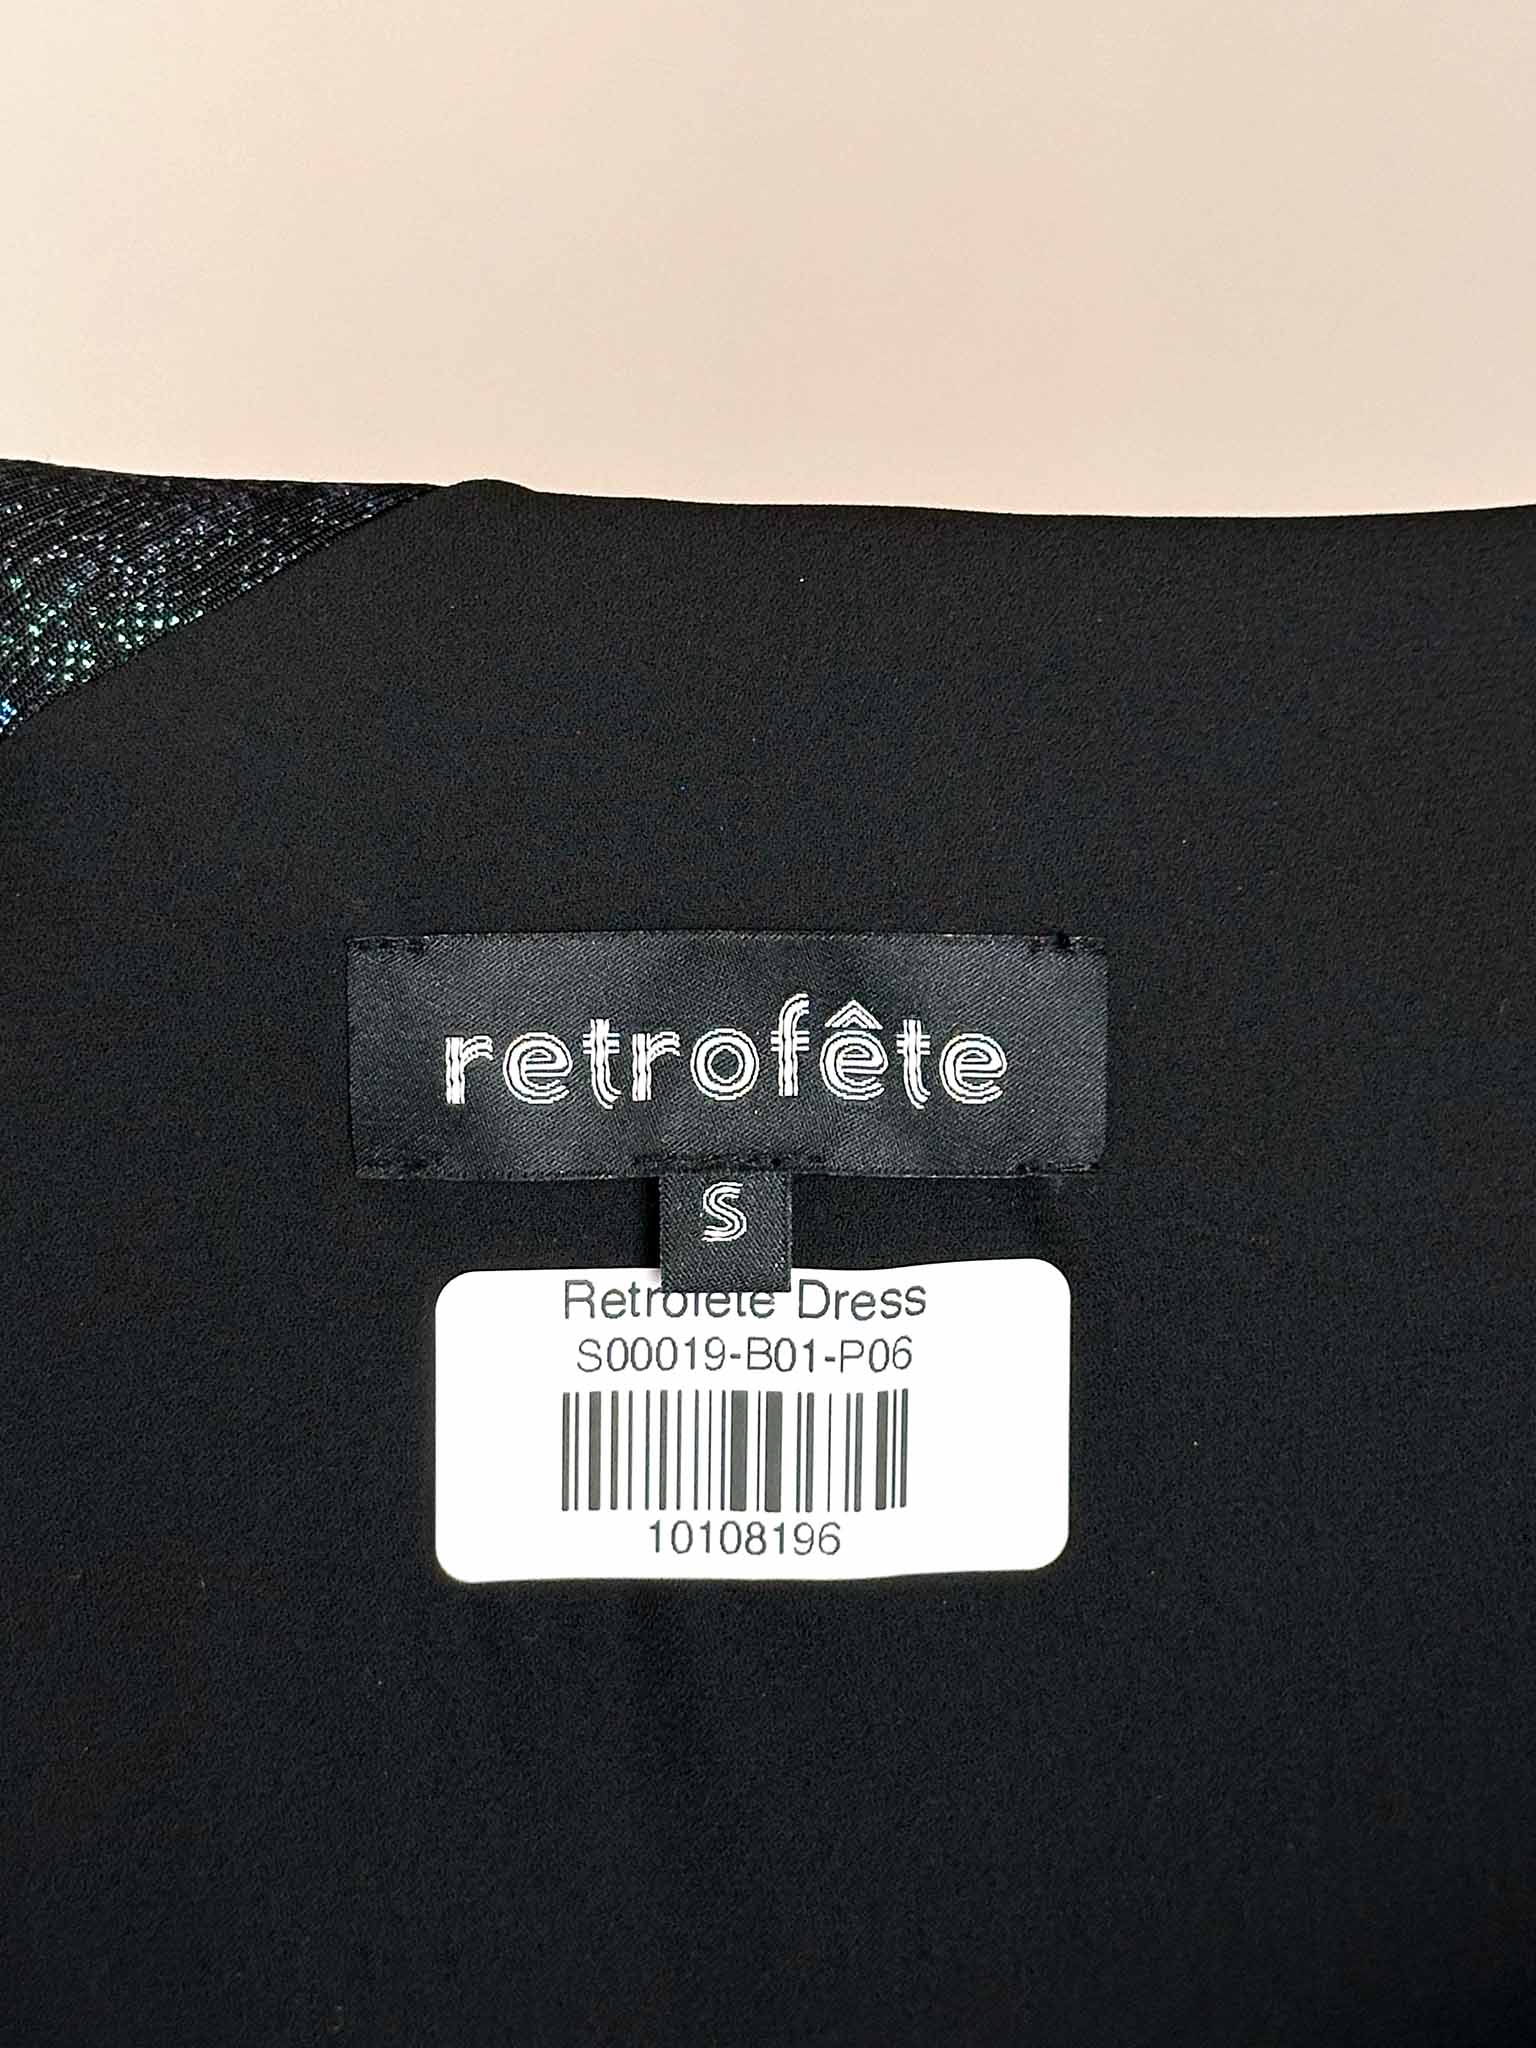 retrofête
S
Retrofete Dress
S00019-B01-P06
10108196